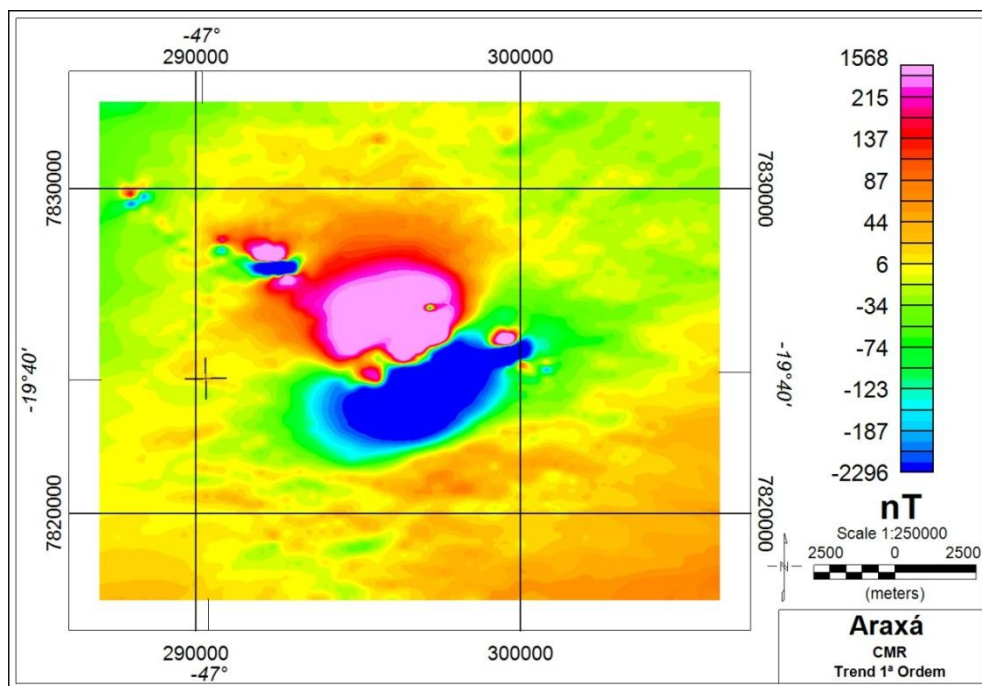 -47°
290000
300000
7830000
7820000
-19°40'
7830000
7820000
-19°40'
290000
300000
-47°
1568
215
137
87
44
6
-34
-74
-123
-187
-2296
nT
Scale 1:250000
2500 0 2500
(meters)
N
Araxá
CMR
Trend 1ª Ordem